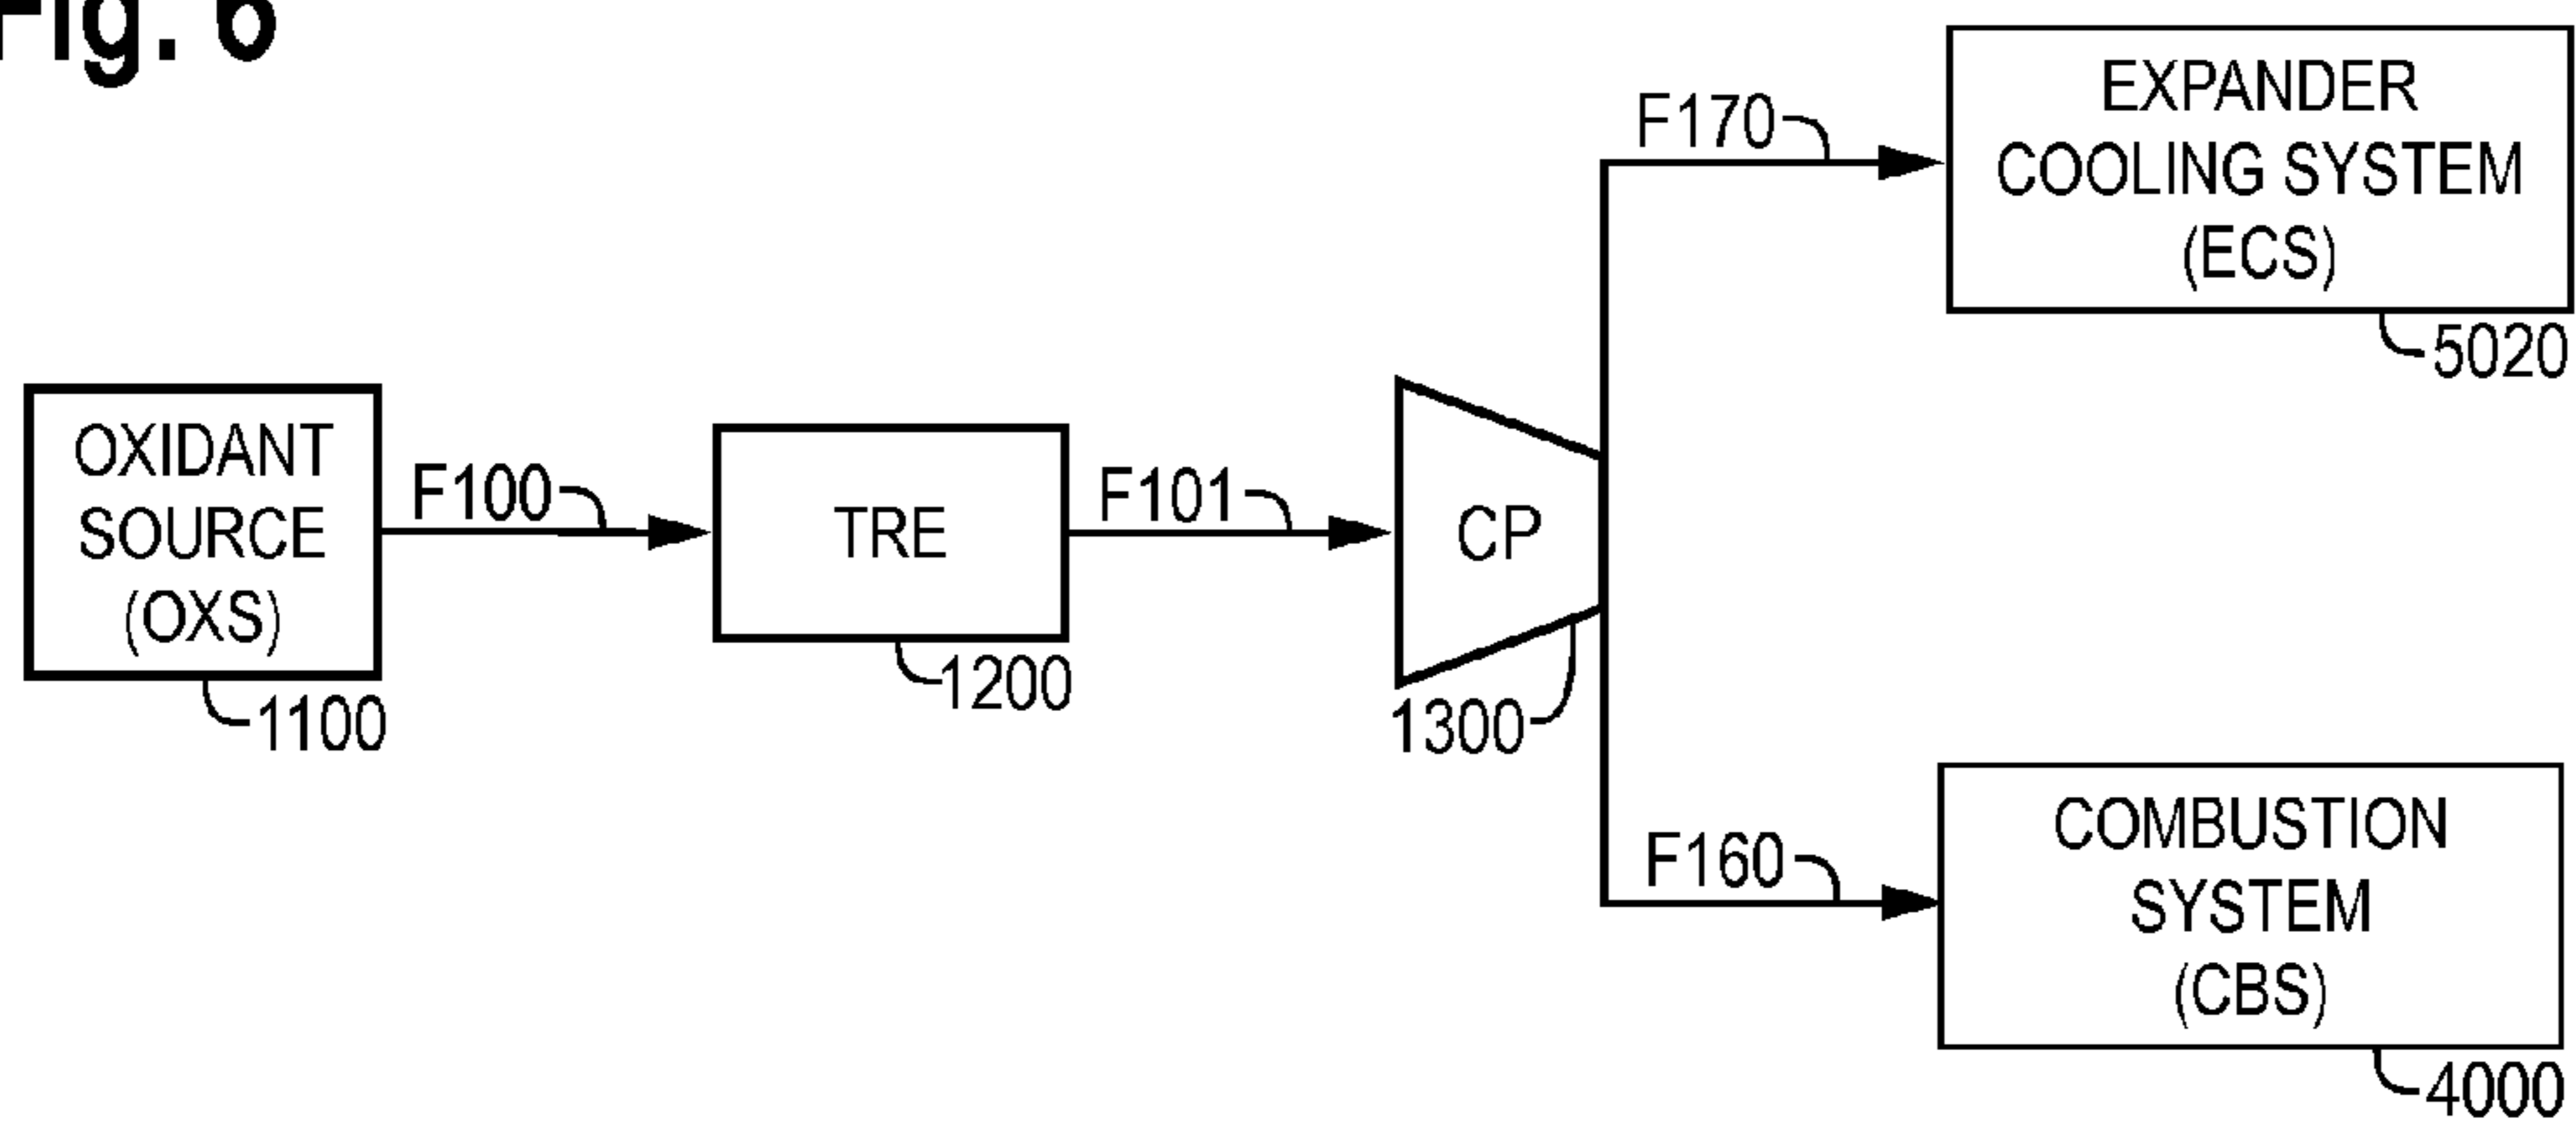 Fig. 6
EXPANDER
COOLING SYSTEM
(ECS)
5020
F170
OXIDANT
SOURCE
(OXS)
1100
F100
TRE
1200
F101
CP
1300
F160
COMBUSTION
SYSTEM
(CBS)
4000